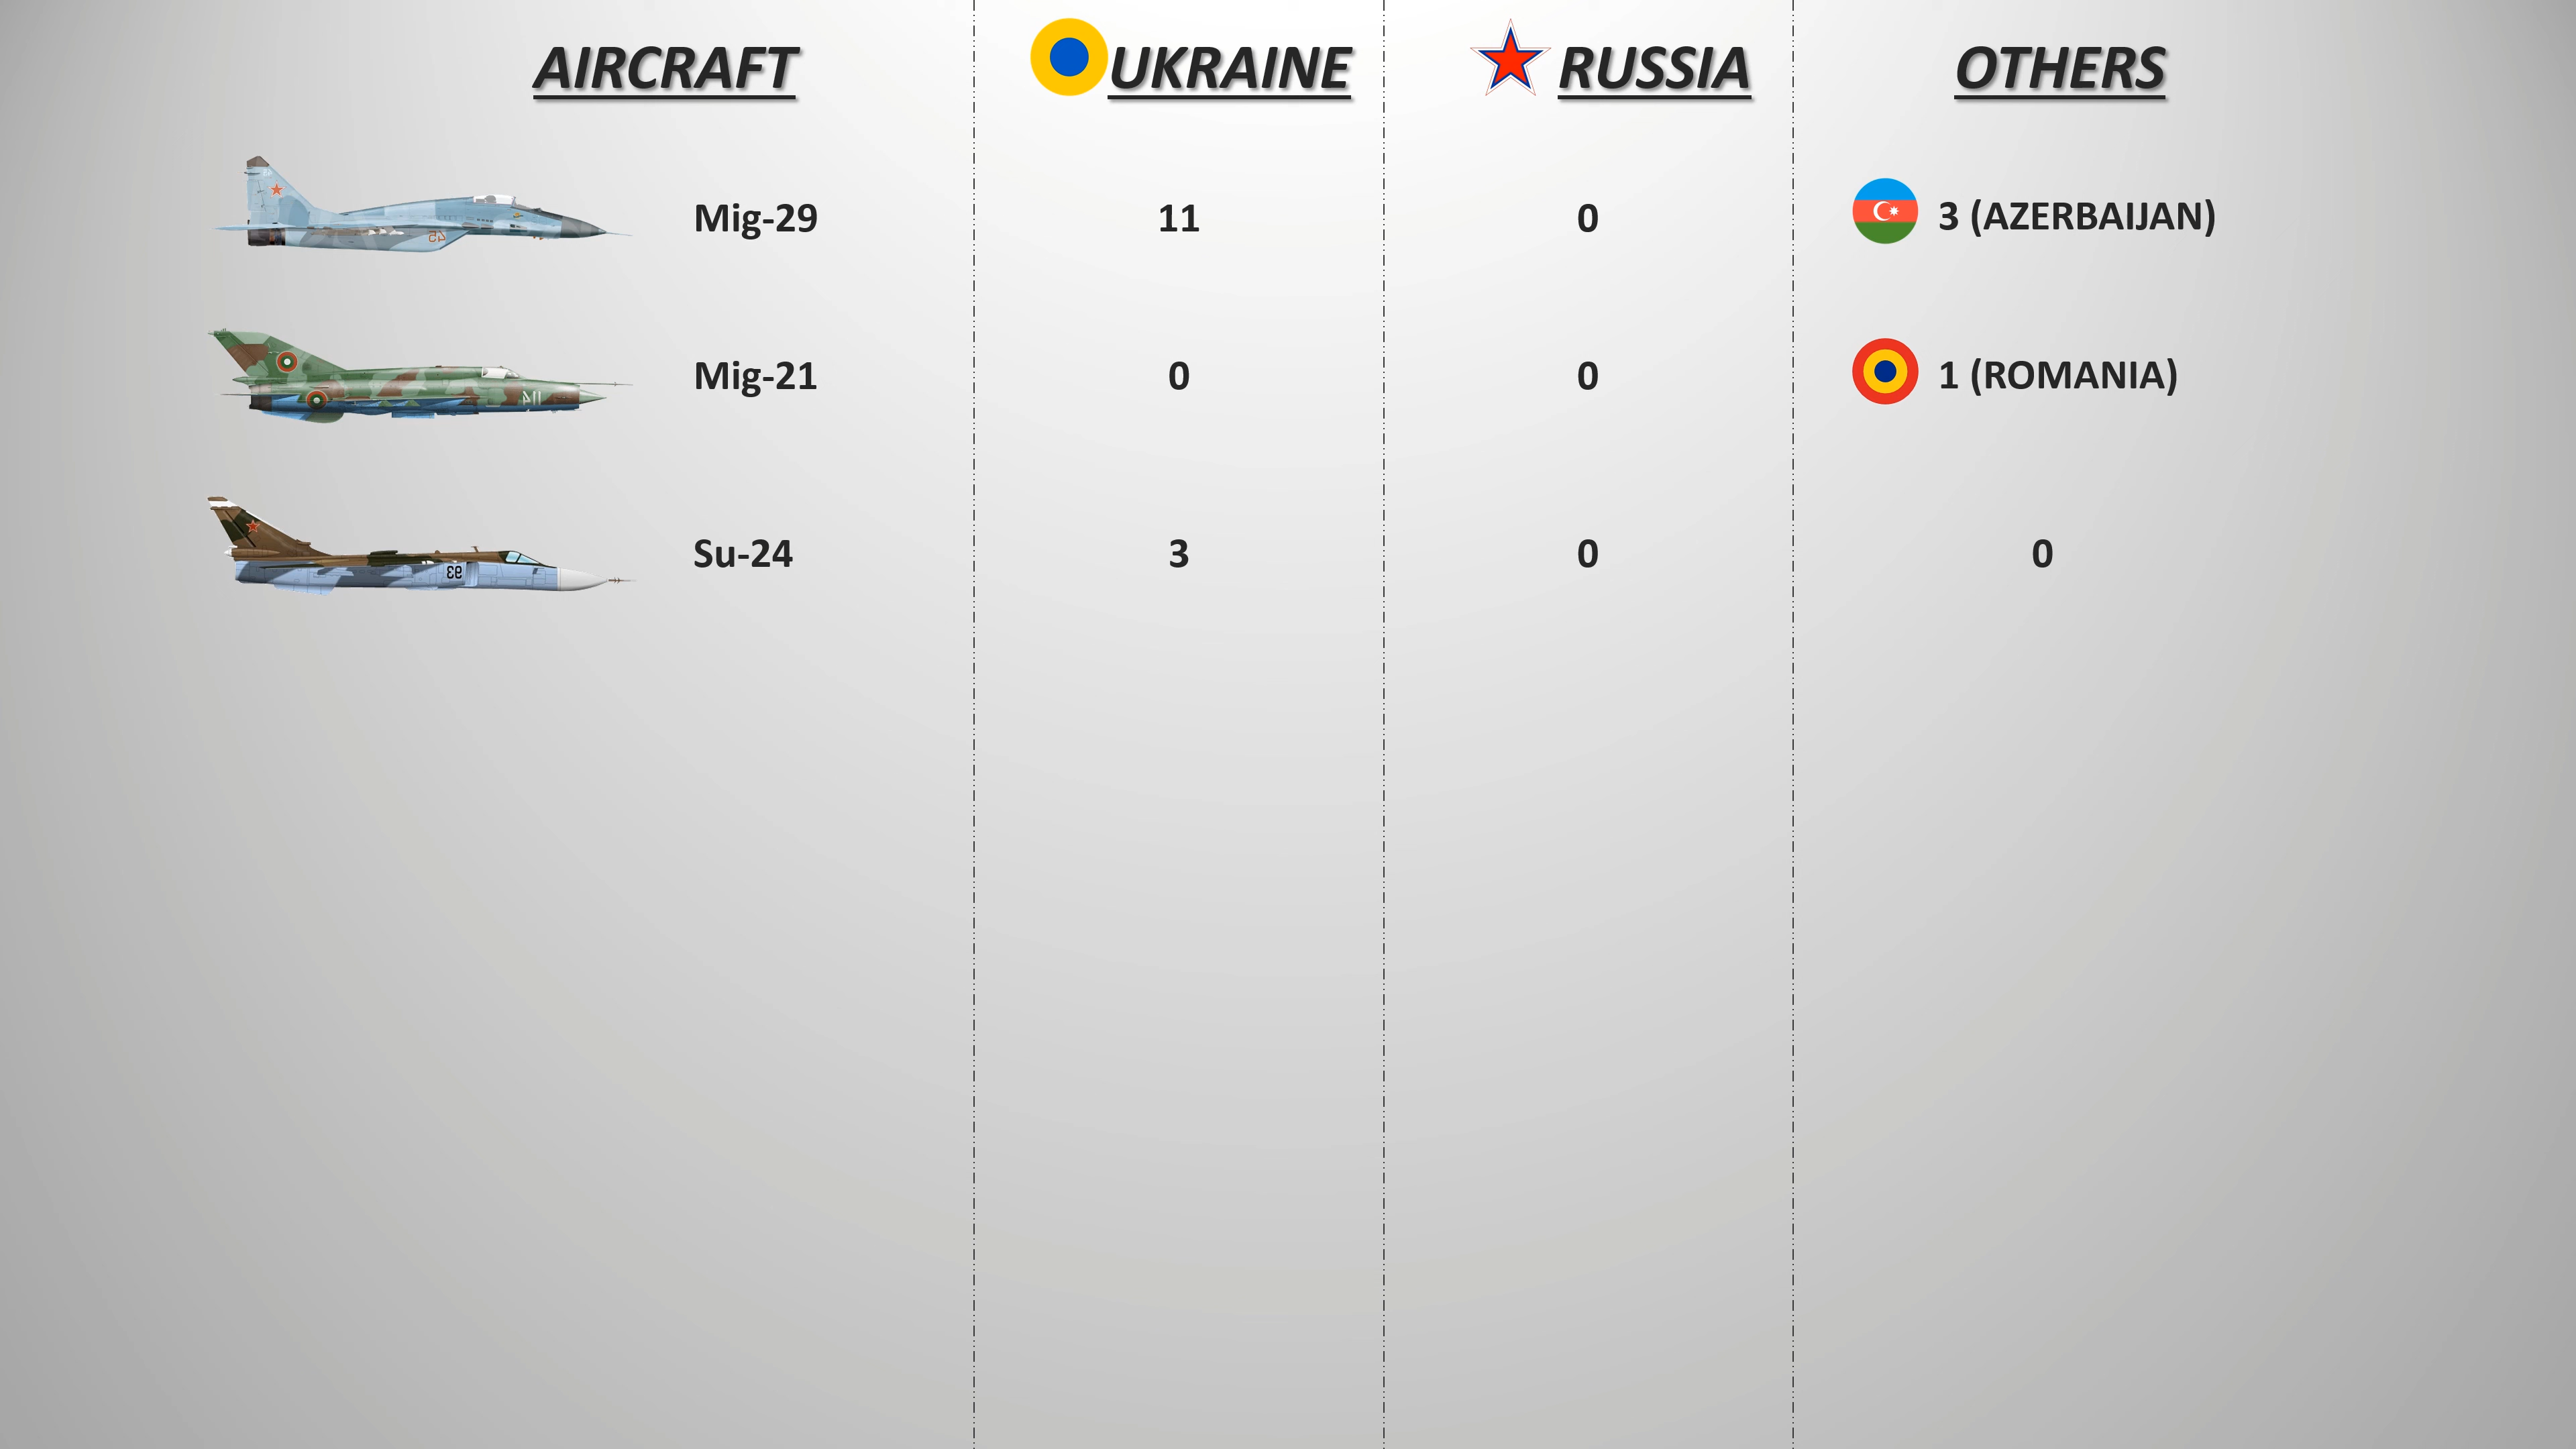 AIRCRAFT UKRAINE RUSSIA OTHERS
Mig-29 11 0 3 (AZERBAIJAN)
Mig-21 0 0 1 (ROMANIA)
Su-24 3 0 0